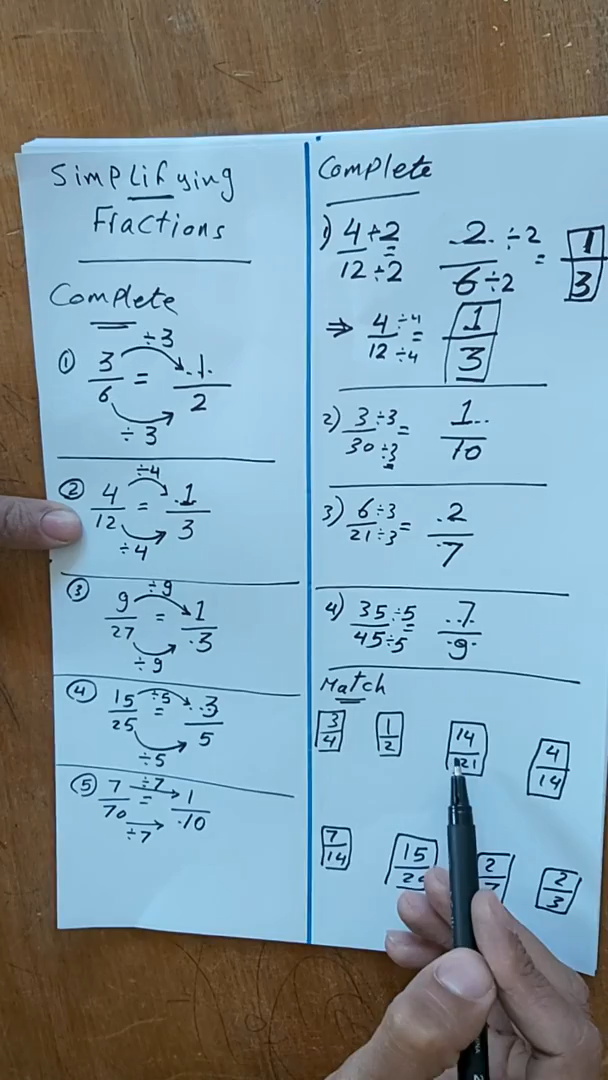 Simplifying
Fractions
Complete
① 3/6 = 1/2
÷3
÷3
② 4/12 = 1/3
÷4
÷4
③ 9/27 = 1/3
÷9
÷9
④ 15/25 = 3/5
÷5
÷5
⑤ 7/70 = 1/10
÷7
÷7
Complete
1) 4÷2/12÷2 = 2÷2/6÷2 = 1/3
⇒ 4÷4/12÷4 = 1/3
2) 3÷3/30÷3 = 1/10
3) 6÷3/21÷3 = 2/7
4) 35÷5/45÷5 = 7/9
Match
3/4 1/2 14/21 4/14
7/14 15/ 2/ 2/3